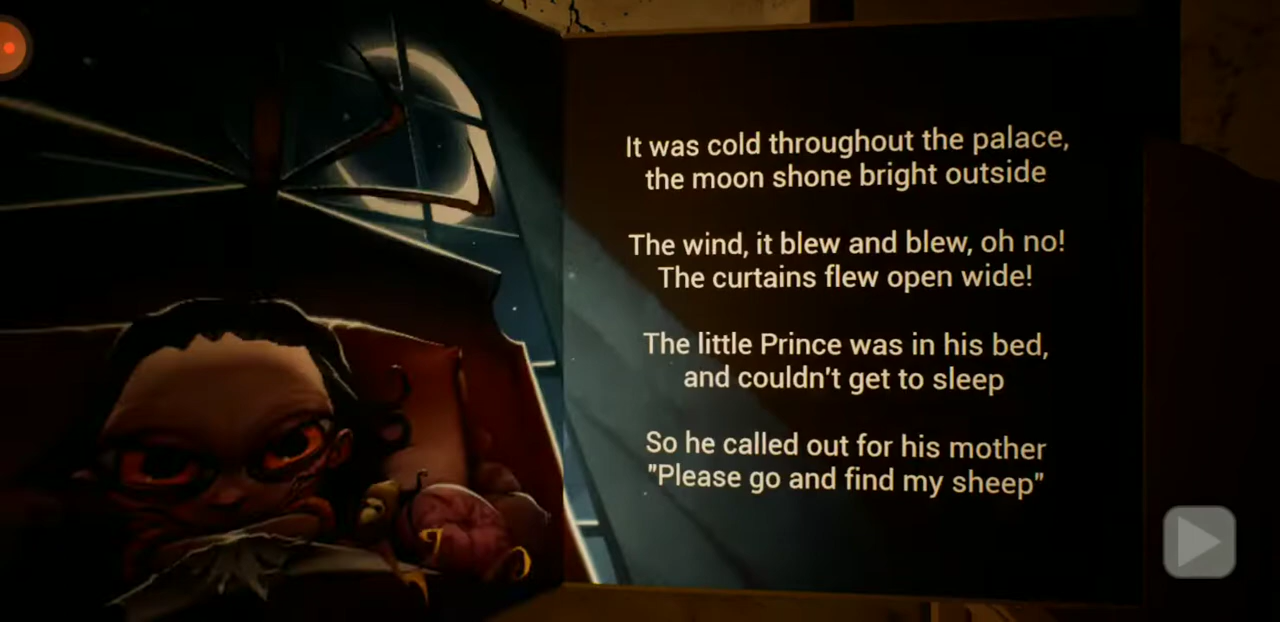 It was cold throughout the palace,
the moon shone bright outside
The wind, it blew and blew, oh no!
The curtains flew open wide!
The little Prince was in his bed,
and couldn't get to sleep
So he called out for his mother
"Please go and find my sheep"